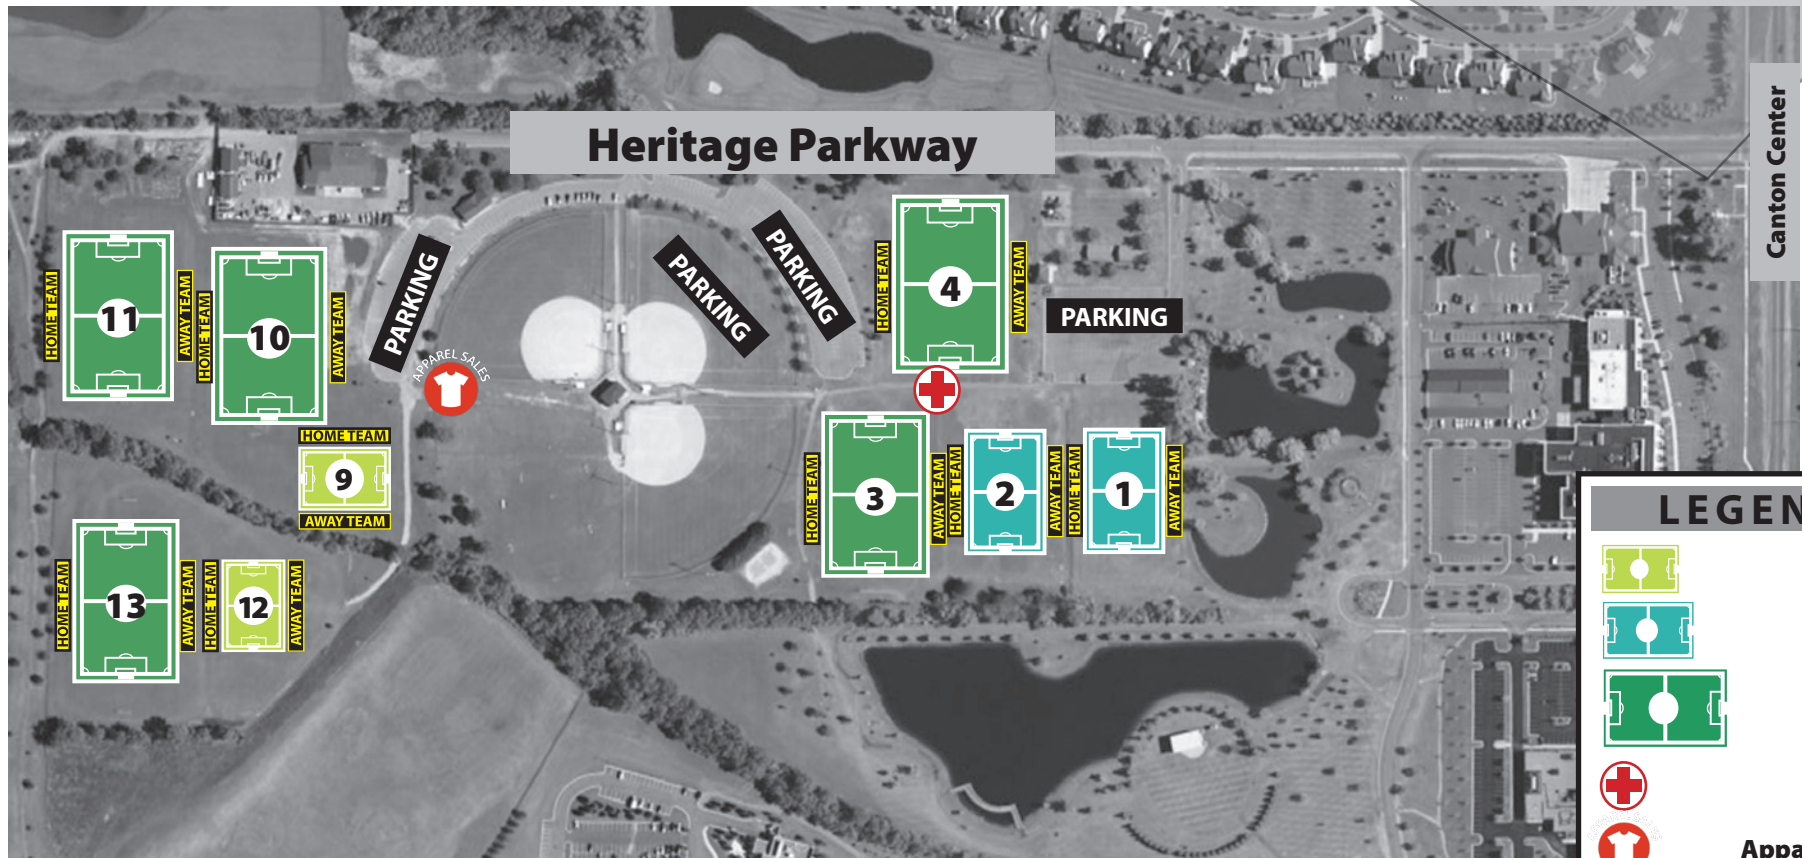 Heritage Parkway
Canton Center
PARKING
PARKING
PARKING
PARKING
HOME TEAM
11
AWAY TEAM
HOME TEAM
10
AWAY TEAM
APPAREL SALES
HOME TEAM
4
AWAY TEAM
HOME TEAM
9
AWAY TEAM
HOME TEAM
3
AWAY TEAM
HOME TEAM
2
AWAY TEAM
HOME TEAM
1
AWAY TEAM
HOME TEAM
13
AWAY TEAM
HOME TEAM
12
AWAY TEAM
LEGEN
Appa